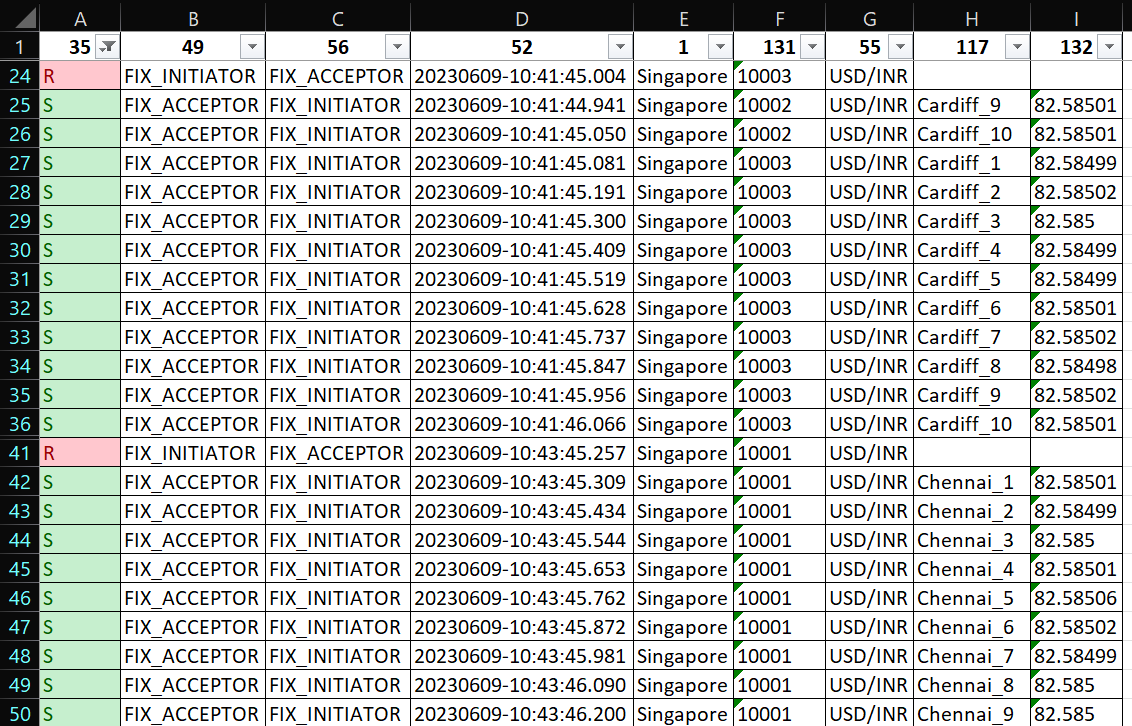 A B C D E F G H I
1 35 49 56 52 1 131 55 117 132
24 R FIX_INITIATOR FIX_ACCEPTOR 20230609-10:41:45.004 Singapore 10003 USD/INR
25 S FIX_ACCEPTOR FIX_INITIATOR 20230609-10:41:44.941 Singapore 10002 USD/INR Cardiff_9 82.58501
26 S FIX_ACCEPTOR FIX_INITIATOR 20230609-10:41:45.050 Singapore 10002 USD/INR Cardiff_10 82.58501
27 S FIX_ACCEPTOR FIX_INITIATOR 20230609-10:41:45.081 Singapore 10003 USD/INR Cardiff_1 82.58499
28 S FIX_ACCEPTOR FIX_INITIATOR 20230609-10:41:45.191 Singapore 10003 USD/INR Cardiff_2 82.58502
29 S FIX_ACCEPTOR FIX_INITIATOR 20230609-10:41:45.300 Singapore 10003 USD/INR Cardiff_3 82.585
30 S FIX_ACCEPTOR FIX_INITIATOR 20230609-10:41:45.409 Singapore 10003 USD/INR Cardiff_4 82.58499
31 S FIX_ACCEPTOR FIX_INITIATOR 20230609-10:41:45.519 Singapore 10003 USD/INR Cardiff_5 82.58499
32 S FIX_ACCEPTOR FIX_INITIATOR 20230609-10:41:45.628 Singapore 10003 USD/INR Cardiff_6 82.58501
33 S FIX_ACCEPTOR FIX_INITIATOR 20230609-10:41:45.737 Singapore 10003 USD/INR Cardiff_7 82.58502
34 S FIX_ACCEPTOR FIX_INITIATOR 20230609-10:41:45.847 Singapore 10003 USD/INR Cardiff_8 82.58498
35 S FIX_ACCEPTOR FIX_INITIATOR 20230609-10:41:45.956 Singapore 10003 USD/INR Cardiff_9 82.58502
36 S FIX_ACCEPTOR FIX_INITIATOR 20230609-10:41:46.066 Singapore 10003 USD/INR Cardiff_10 82.58501
41 R FIX_INITIATOR FIX_ACCEPTOR 20230609-10:43:45.257 Singapore 10001 USD/INR
42 S FIX_ACCEPTOR FIX_INITIATOR 20230609-10:43:45.309 Singapore 10001 USD/INR Chennai_1 82.58501
43 S FIX_ACCEPTOR FIX_INITIATOR 20230609-10:43:45.434 Singapore 10001 USD/INR Chennai_2 82.58499
44 S FIX_ACCEPTOR FIX_INITIATOR 20230609-10:43:45.544 Singapore 10001 USD/INR Chennai_3 82.585
45 S FIX_ACCEPTOR FIX_INITIATOR 20230609-10:43:45.653 Singapore 10001 USD/INR Chennai_4 82.58501
46 S FIX_ACCEPTOR FIX_INITIATOR 20230609-10:43:45.762 Singapore 10001 USD/INR Chennai_5 82.58506
47 S FIX_ACCEPTOR FIX_INITIATOR 20230609-10:43:45.872 Singapore 10001 USD/INR Chennai_6 82.58502
48 S FIX_ACCEPTOR FIX_INITIATOR 20230609-10:43:45.981 Singapore 10001 USD/INR Chennai_7 82.58499
49 S FIX_ACCEPTOR FIX_INITIATOR 20230609-10:43:46.090 Singapore 10001 USD/INR Chennai_8 82.585
50 S FIX_ACCEPTOR FIX_INITIATOR 20230609-10:43:46.200 Singapore 10001 USD/INR Chennai_9 82.585